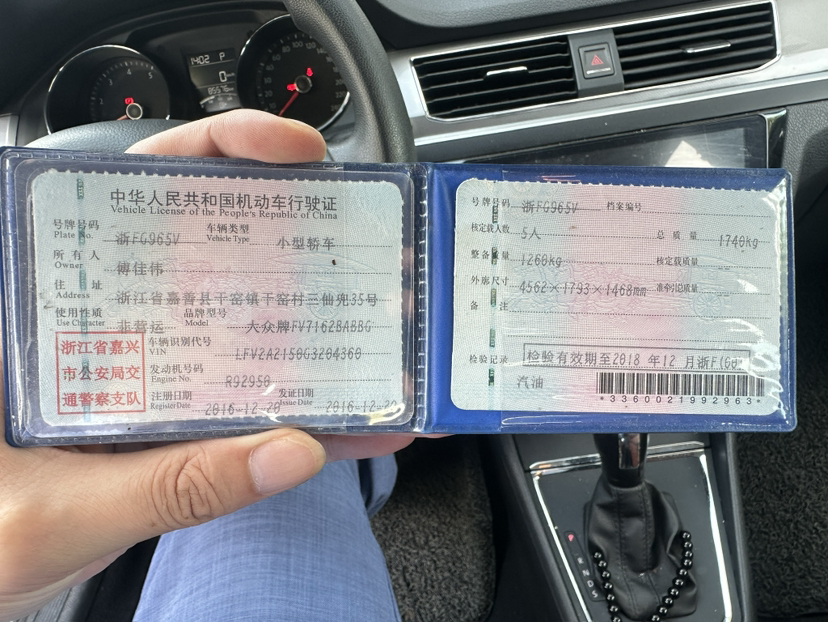 1402 P
中华人民共和国机动车行驶证
Vehicle License of the People's Republic of China
号牌号码 Plate No. 浙FG965V 车辆类型 Vehicle Type 小型轿车
所有人 Owner 傅佳伟
住址 Address 浙江省嘉善县干窑镇干窑村三仙兜35号
使用性质 Use Character 非营运 品牌型号 Model 大众牌FV7162BABBG
浙江省嘉兴
市公安局交
通警察支队
车辆识别代号 VIN LFV2A2150G3204360
发动机号码 Engine No. R92950
注册日期 Register Date 2016-12-20 发证日期 Issue Date 2016-12-20
号牌号码 浙FG965V 档案编号
核定载人数 5人 总质量 1740kg
整备质量 1260kg 核定载质量
外廓尺寸 4562×1793×1468mm 准牵引总质量
备注
检验记录 检验有效期至2018年12月浙F(00)
汽油
*3360021992963*